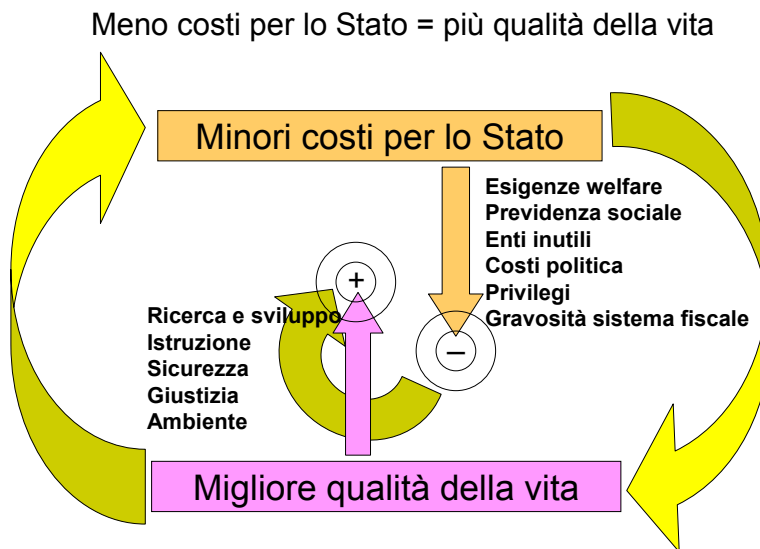 Meno costi per lo Stato = più qualità della vita
Minori costi per lo Stato
Esigenze welfare
Previdenza sociale
Enti inutili
Costi politica
Privilegi
Gravosità sistema fiscale
+
–
Ricerca e sviluppo
Istruzione
Sicurezza
Giustizia
Ambiente
Migliore qualità della vita